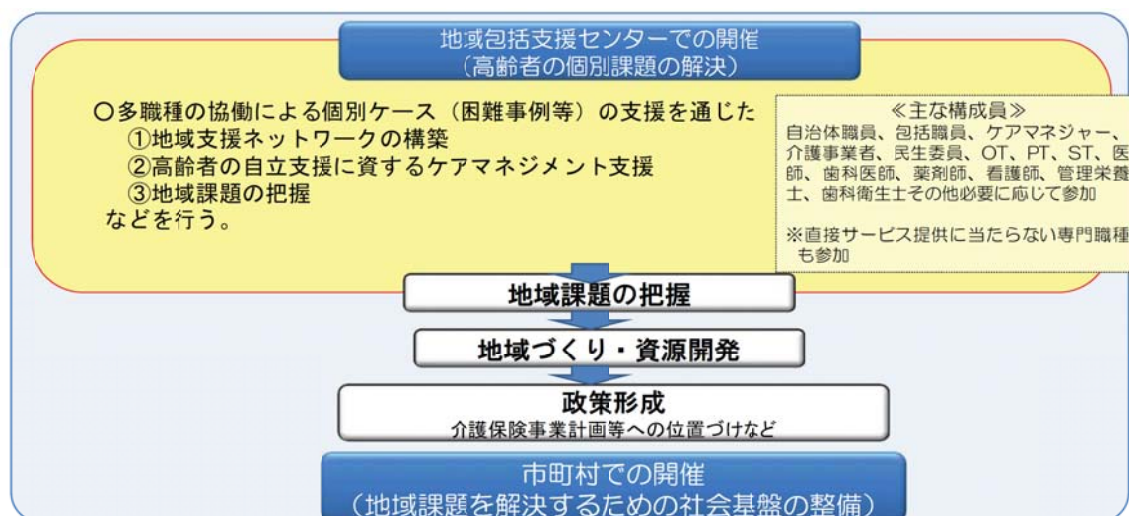 地域包括支援センターでの開催
(高齢者の個別課題の解決)
○多職種の協働による個別ケース（困難事例等）の支援を通じた
①地域支援ネットワークの構築
②高齢者の自立支援に資するケアマネジメント支援
③地域課題の把握
などを行う。
≪主な構成員≫
自治体職員、包括職員、ケアマネジャー、
介護事業者、民生委員、OT、PT、ST、医
師、歯科医師、薬剤師、看護師、管理栄養
士、歯科衛生士その他必要に応じて参加
※直接サービス提供に当たらない専門職種
も参加
地域課題の把握
地域づくり・資源開発
政策形成
介護保険事業計画等への位置づけなど
市町村での開催
（地域課題を解決するための社会基盤の整備）